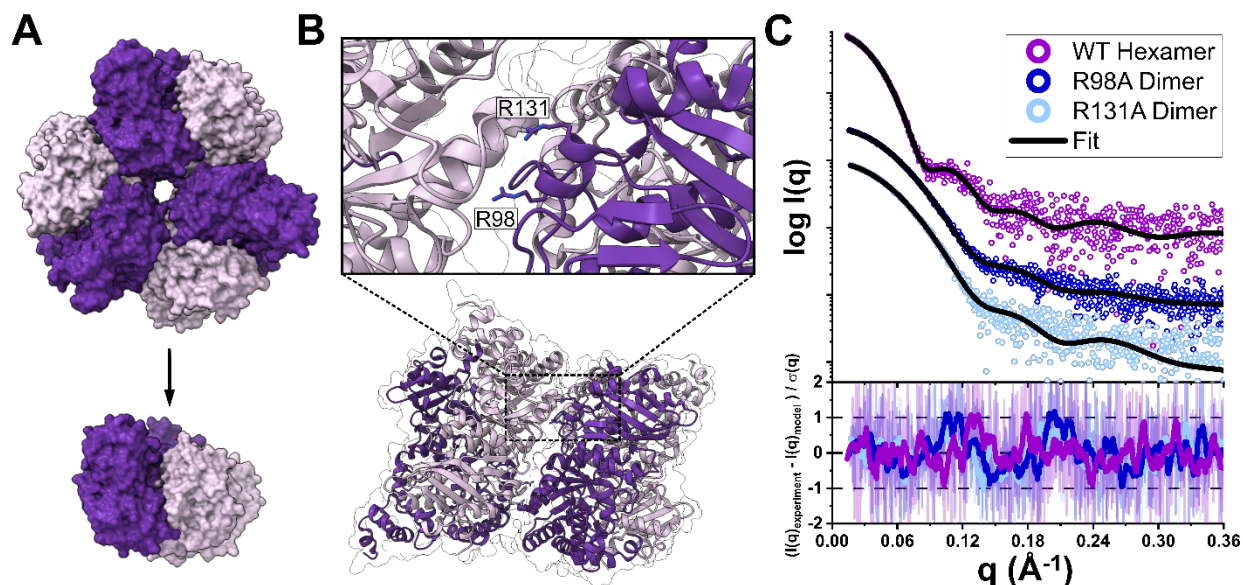 A
B
R131
R98
C
WT Hexamer
R98A Dimer
R131A Dimer
Fit
log I(q)
(I(q)experiment - I(q)model ) / σ(q)
2
1
0
-1
-2
0.00 0.06 0.12 0.18 0.24 0.30 0.36
q (Å-1)